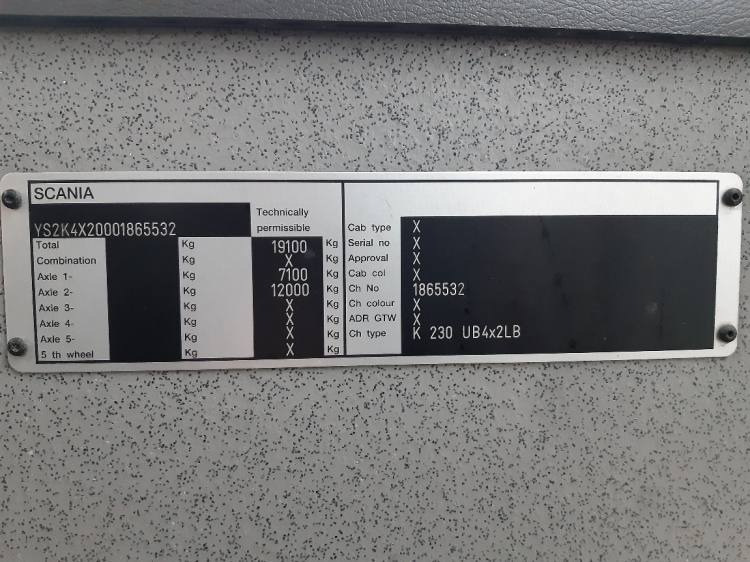 SCANIA
YS2K4X20001865532
Technically
permissible
Total Kg 19100 Kg
Combination Kg X Kg
Axle 1- Kg 7100 Kg
Axle 2- Kg 12000 Kg
Axle 3- Kg X Kg
Axle 4- Kg X Kg
Axle 5- Kg X Kg
5 th wheel Kg X Kg
Cab type X
Serial no X
Approval X
Cab col X
Ch No 1865532
Ch colour X
ADR GTW X
Ch type K 230 UB4x2LB